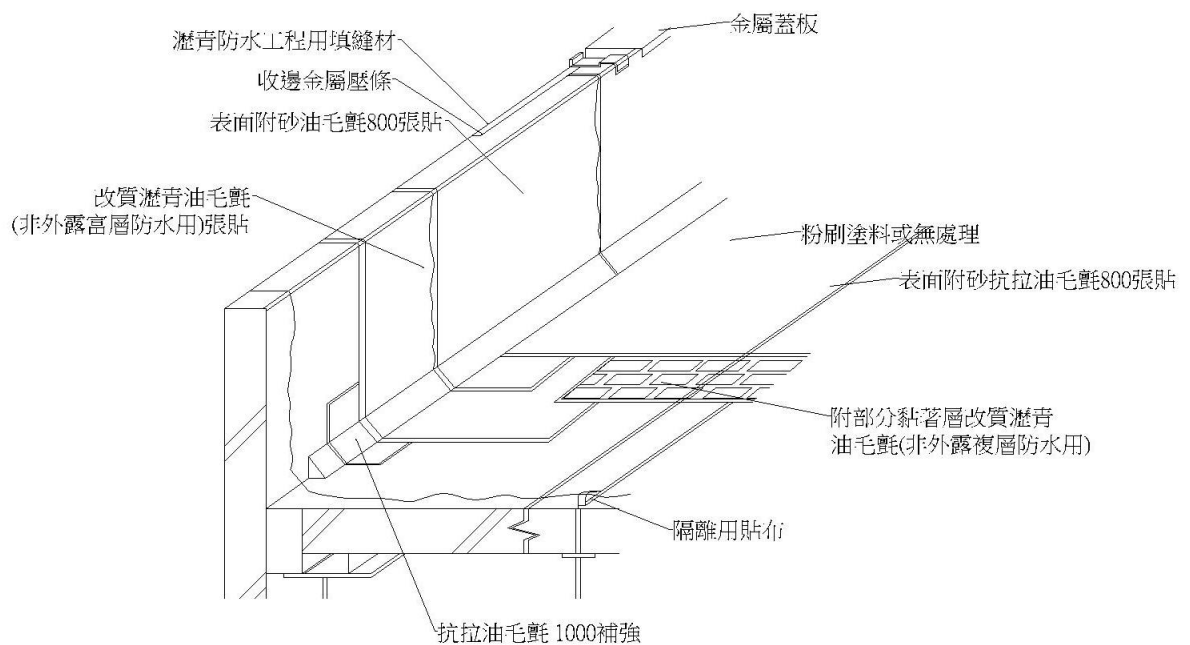 金屬蓋板
瀝青防水工程用填縫材
收邊金屬壓條
表面附砂油毛氈800張貼
改質瀝青油毛氈
(非外露富層防水用)張貼
粉刷塗料或無處理
表面附砂抗拉油毛氈800張貼
附部分黏著層改質瀝青
油毛氈(非外露複層防水用)
隔離用貼布
抗拉油毛氈 1000補強